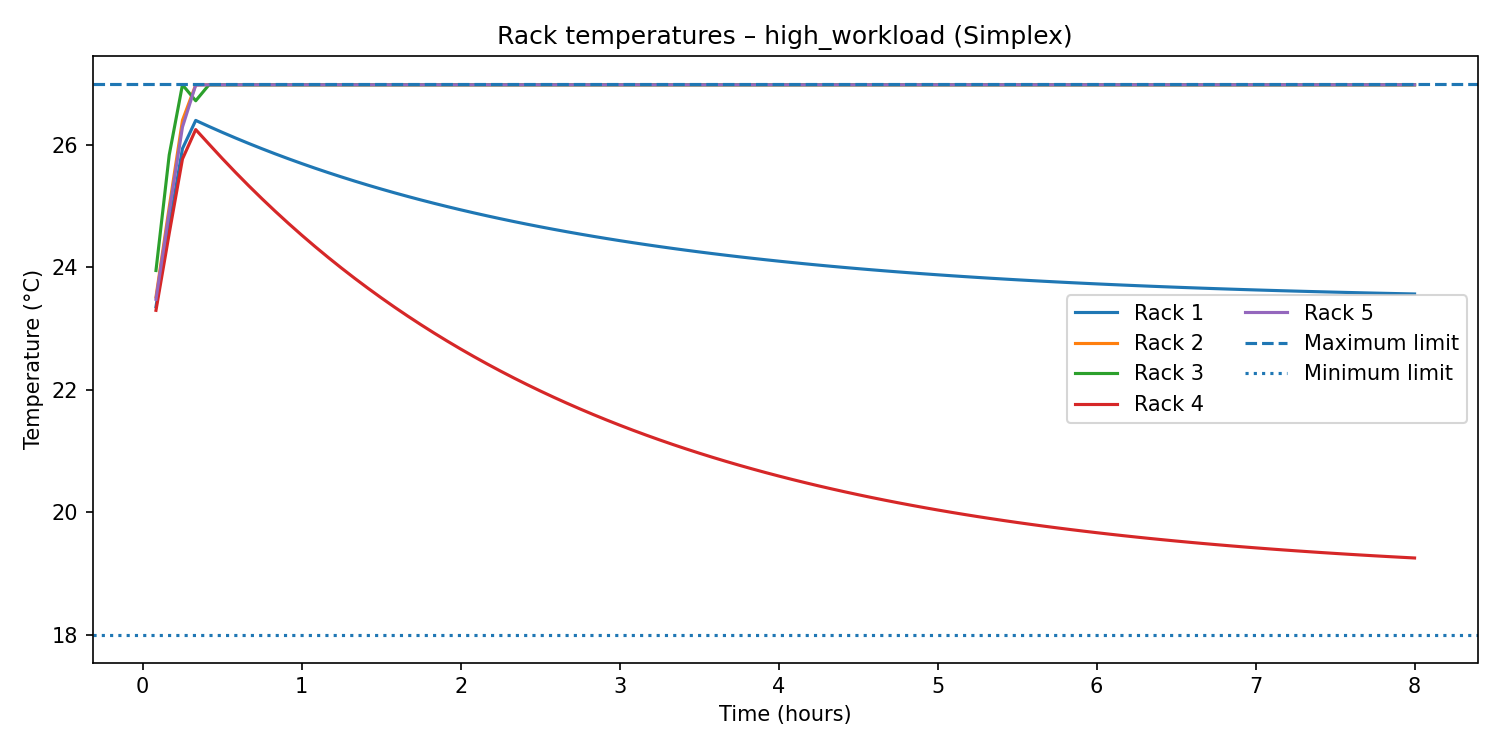 Rack temperatures – high_workload (Simplex)
Temperature (°C)
26
24
22
20
18
Rack 1
Rack 2
Rack 3
Rack 4
Rack 5
Maximum limit
Minimum limit
0 1 2 3 4 5 6 7 8
Time (hours)